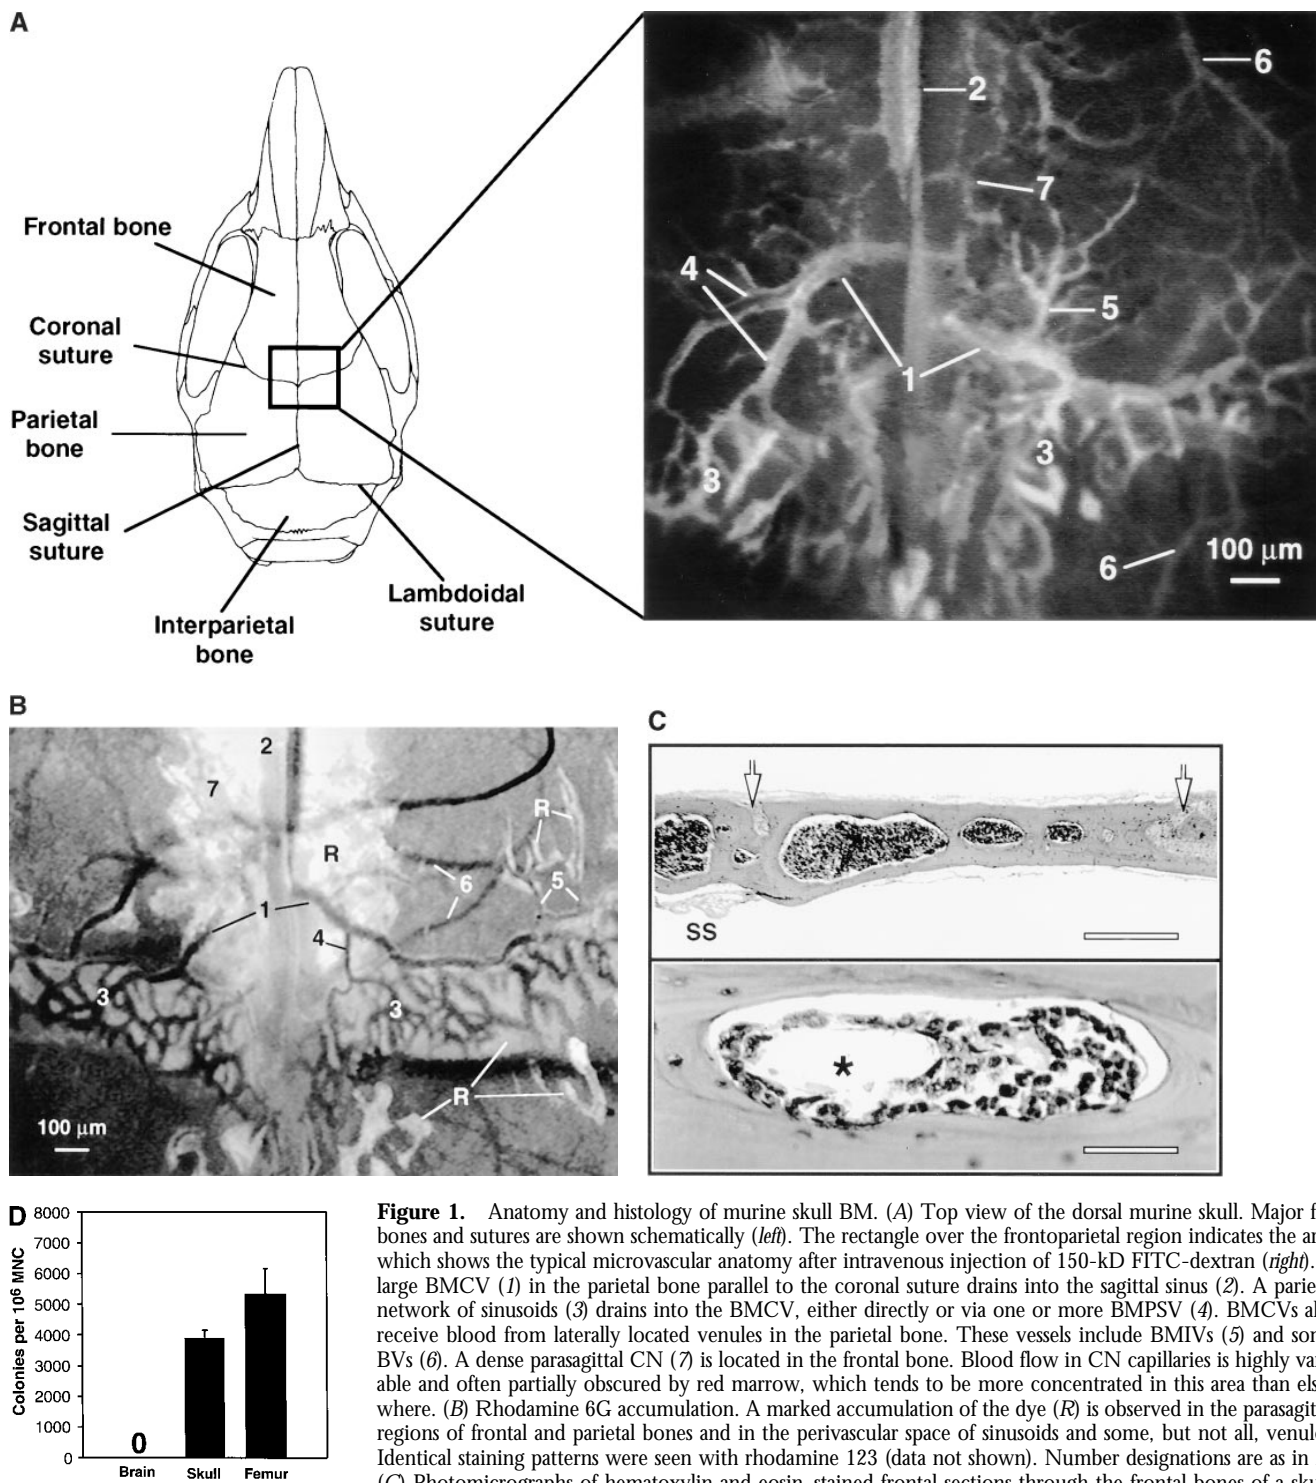 A
Frontal bone
Coronal
suture
Parietal
bone
Sagittal
suture
Interparietal
bone
Lambdoidal
suture
6
2
7
4
5
1
3
3
6
100 μm
B
2
7
R
R
6
5
1
4
3
3
R
100 μm
C
SS
*
D
Colonies per 10⁶ MNC
8000
7000
6000
5000
4000
3000
2000
1000
0
0
Brain Skull Femur
Figure 1. Anatomy and histology of murine skull BM. (A) Top view of the dorsal murine skull. Major f
bones and sutures are shown schematically (left). The rectangle over the frontoparietal region indicates the ar
which shows the typical microvascular anatomy after intravenous injection of 150-kD FITC-dextran (right).
large BMCV (1) in the parietal bone parallel to the coronal suture drains into the sagittal sinus (2). A parie
network of sinusoids (3) drains into the BMCV, either directly or via one or more BMPSV (4). BMCVs al
receive blood from laterally located venules in the parietal bone. These vessels include BMIVs (5) and son
BVs (6). A dense parasagittal CN (7) is located in the frontal bone. Blood flow in CN capillaries is highly var
able and often partially obscured by red marrow, which tends to be more concentrated in this area than els
where. (B) Rhodamine 6G accumulation. A marked accumulation of the dye (R) is observed in the parasagit
regions of frontal and parietal bones and in the perivascular space of sinusoids and some, but not all, venule
Identical staining patterns were seen with rhodamine 123 (data not shown). Number designations are as in
(C) Photomicrographs of hematoxylin and eosin-stained frontal sections through the frontal bones of a